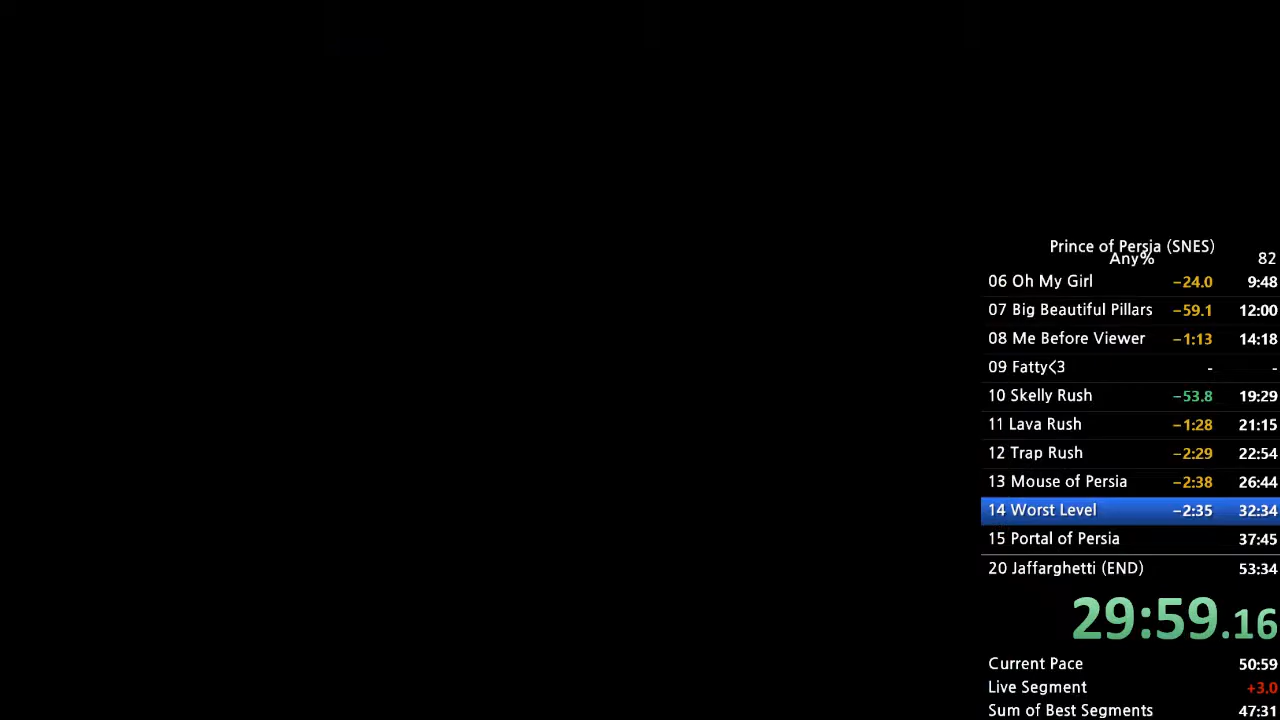 Prince of Persia (SNES)
Any% 82
06 Oh My Girl −24.0 9:48
07 Big Beautiful Pillars −59.1 12:00
08 Me Before Viewer −1:13 14:18
09 Fatty<3 - -
10 Skelly Rush −53.8 19:29
11 Lava Rush −1:28 21:15
12 Trap Rush −2:29 22:54
13 Mouse of Persia −2:38 26:44
14 Worst Level −2:35 32:34
15 Portal of Persia 37:45
20 Jaffarghetti (END) 53:34
29:59.16
Current Pace 50:59
Live Segment +3.0
Sum of Best Segments 47:31